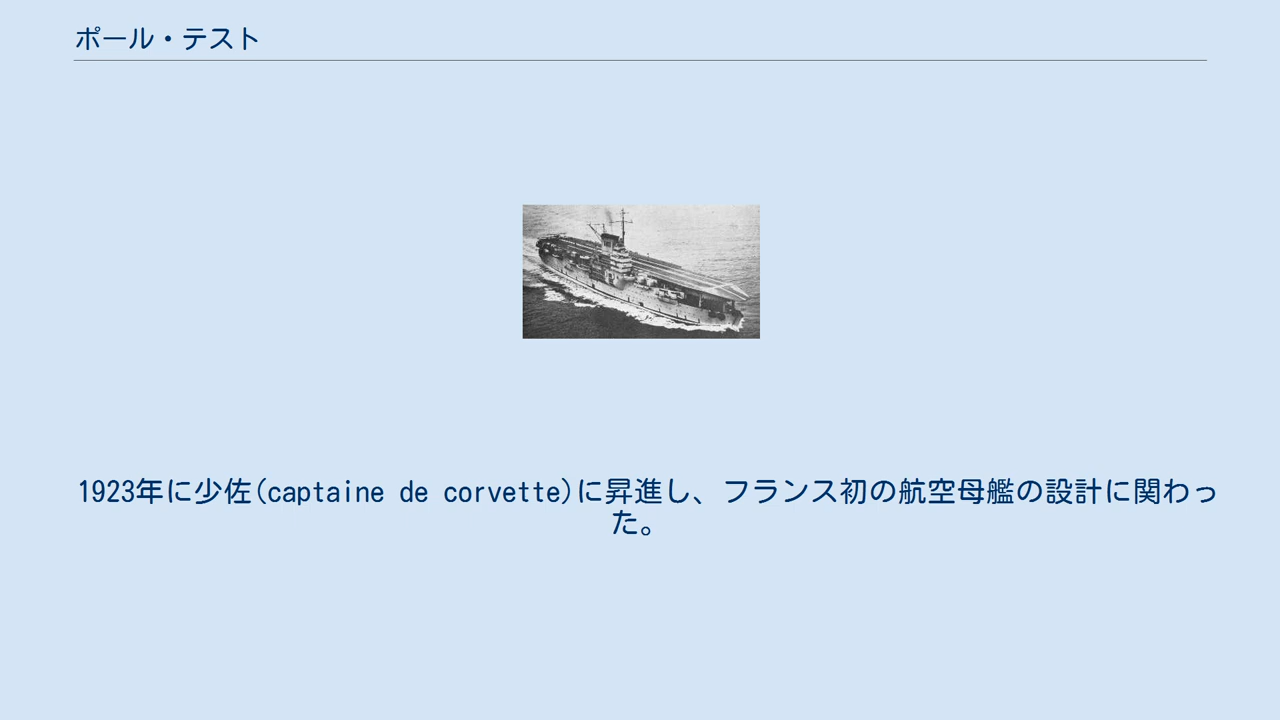 ポール・テスト
1923年に少佐(captaine de corvette)に昇進し、フランス初の航空母艦の設計に関わっ
た。